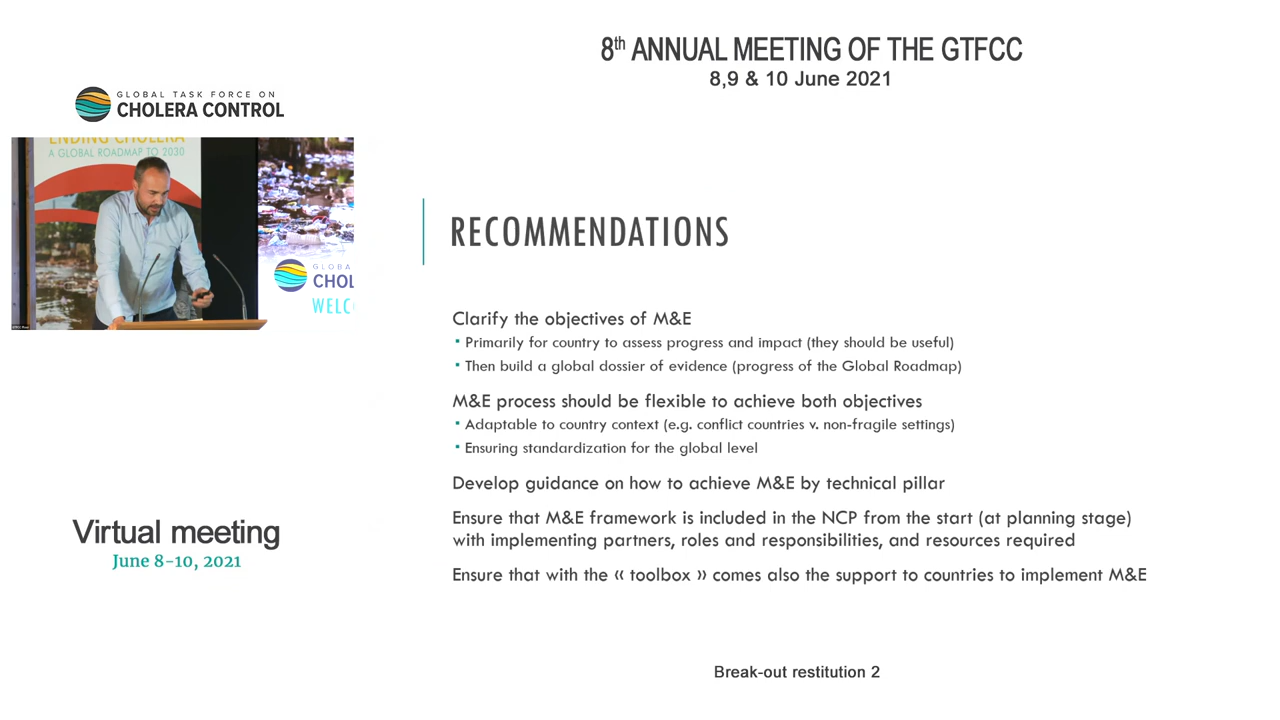 8th ANNUAL MEETING OF THE GTFCC
8,9 & 10 June 2021
GLOBAL TASK FORCE ON
CHOLERA CONTROL
ENDING CHOLERA
A GLOBAL ROADMAP TO 2030
GLOBA
CHOL
WELC
RECOMMENDATIONS
Clarify the objectives of M&E
▪ Primarily for country to assess progress and impact (they should be useful)
▪ Then build a global dossier of evidence (progress of the Global Roadmap)
M&E process should be flexible to achieve both objectives
▪ Adaptable to country context (e.g. conflict countries v. non-fragile settings)
▪ Ensuring standardization for the global level
Develop guidance on how to achieve M&E by technical pillar
Ensure that M&E framework is included in the NCP from the start (at planning stage)
with implementing partners, roles and responsibilities, and resources required
Ensure that with the « toolbox » comes also the support to countries to implement M&E
Virtual meeting
June 8-10, 2021
Break-out restitution 2